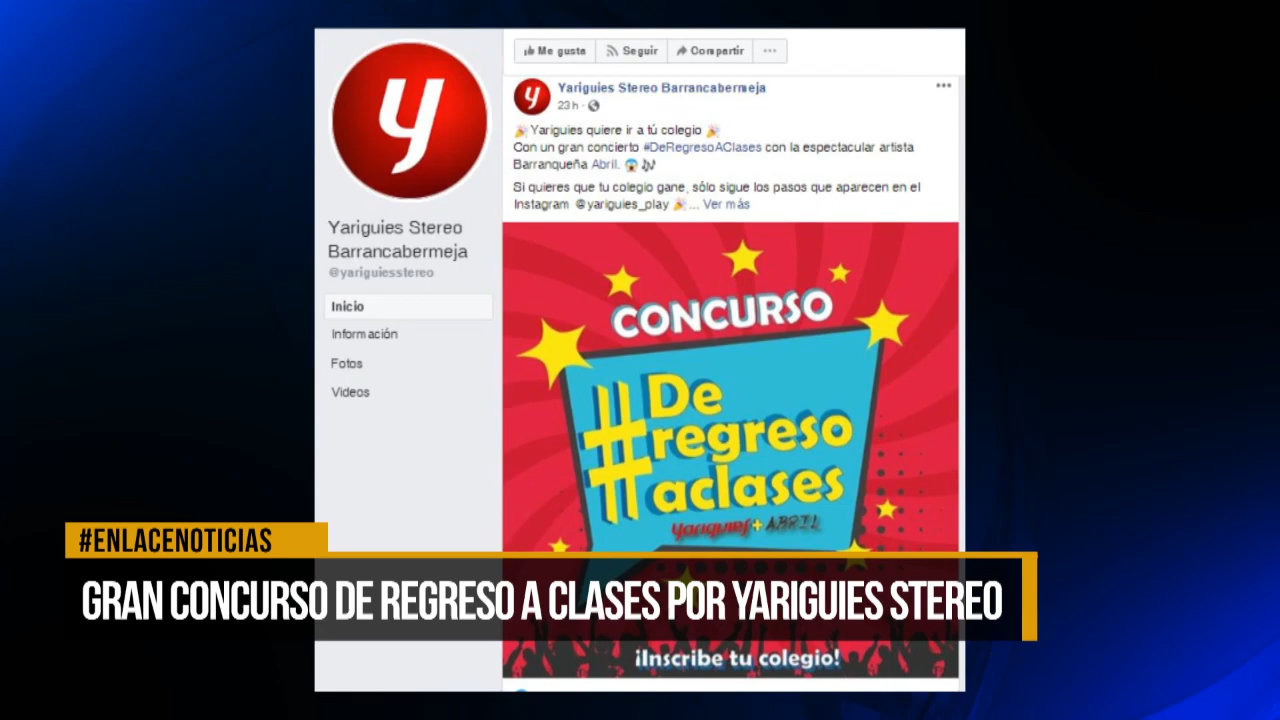 Me gusta Seguir Compartir ...
y
Yariguies Stereo
Barrancabermeja
@yariguiesstereo
Inicio
Información
Fotos
Videos
y
Yariguies Stereo Barrancabermeja
23 h ·
Yariguies quiere ir a tú colegio
Con un gran concierto #DeRegresoAClases con la espectacular artista
Barranqueña Abril.
Si quieres que tu colegio gane, sólo sigue los pasos que aparecen en el
Instagram @yariguies_play ... Ver más
CONCURSO
#De
regreso
aclases
Yariguies + ABRIL
#ENLACENOTICIAS
GRAN CONCURSO DE REGRESO A CLASES POR YARIGUIES STEREO
¡Inscribe tu colegio!